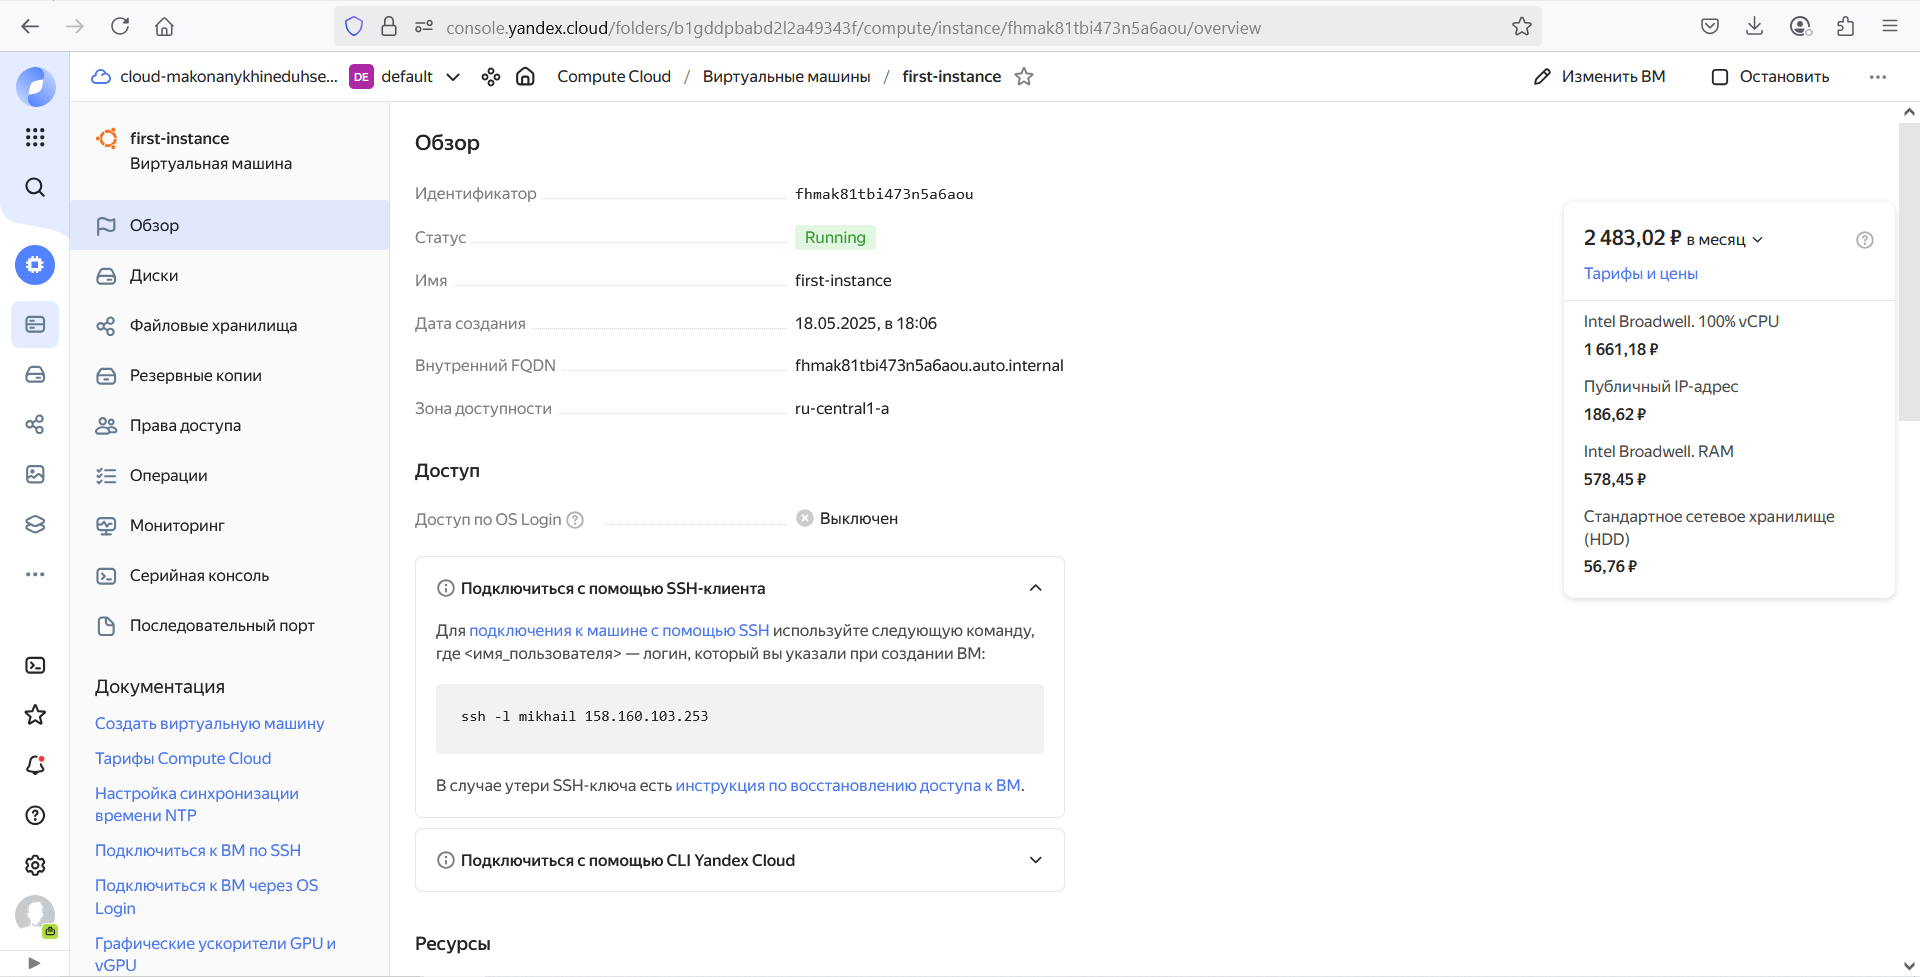 console.yandex.cloud/folders/b1gddpbabd2l2a49343f/compute/instance/fhmak81tbi473n5a6aou/overview
cloud-makonanykhineduhse... DE default Compute Cloud / Виртуальные машины / first-instance Изменить ВМ Остановить
first-instance
Виртуальная машина
Обзор
Диски
Файловые хранилища
Резервные копии
Права доступа
Операции
Мониторинг
Серийная консоль
Последовательный порт
Документация
Создать виртуальную машину
Тарифы Compute Cloud
Настройка синхронизации
времени NTP
Подключиться к ВМ по SSH
Подключиться к ВМ через OS
Login
Графические ускорители GPU и
vGPU
Обзор
Идентификатор fhmak81tbi473n5a6aou
Статус Running
Имя first-instance
Дата создания 18.05.2025, в 18:06
Внутренний FQDN fhmak81tbi473n5a6aou.auto.internal
Зона доступности ru-central1-a
Доступ
Доступ по OS Login Выключен
Подключиться с помощью SSH-клиента
Для подключения к машине с помощью SSH используйте следующую команду,
где <имя_пользователя> — логин, который вы указали при создании ВМ:
ssh -l mikhail 158.160.103.253
В случае утери SSH-ключа есть инструкция по восстановлению доступа к ВМ.
Подключиться с помощью CLI Yandex Cloud
Ресурсы
2 483,02 ₽ в месяц
Тарифы и цены
Intel Broadwell. 100% vCPU
1 661,18 ₽
Публичный IP-адрес
186,62 ₽
Intel Broadwell. RAM
578,45 ₽
Стандартное сетевое хранилище
(HDD)
56,76 ₽